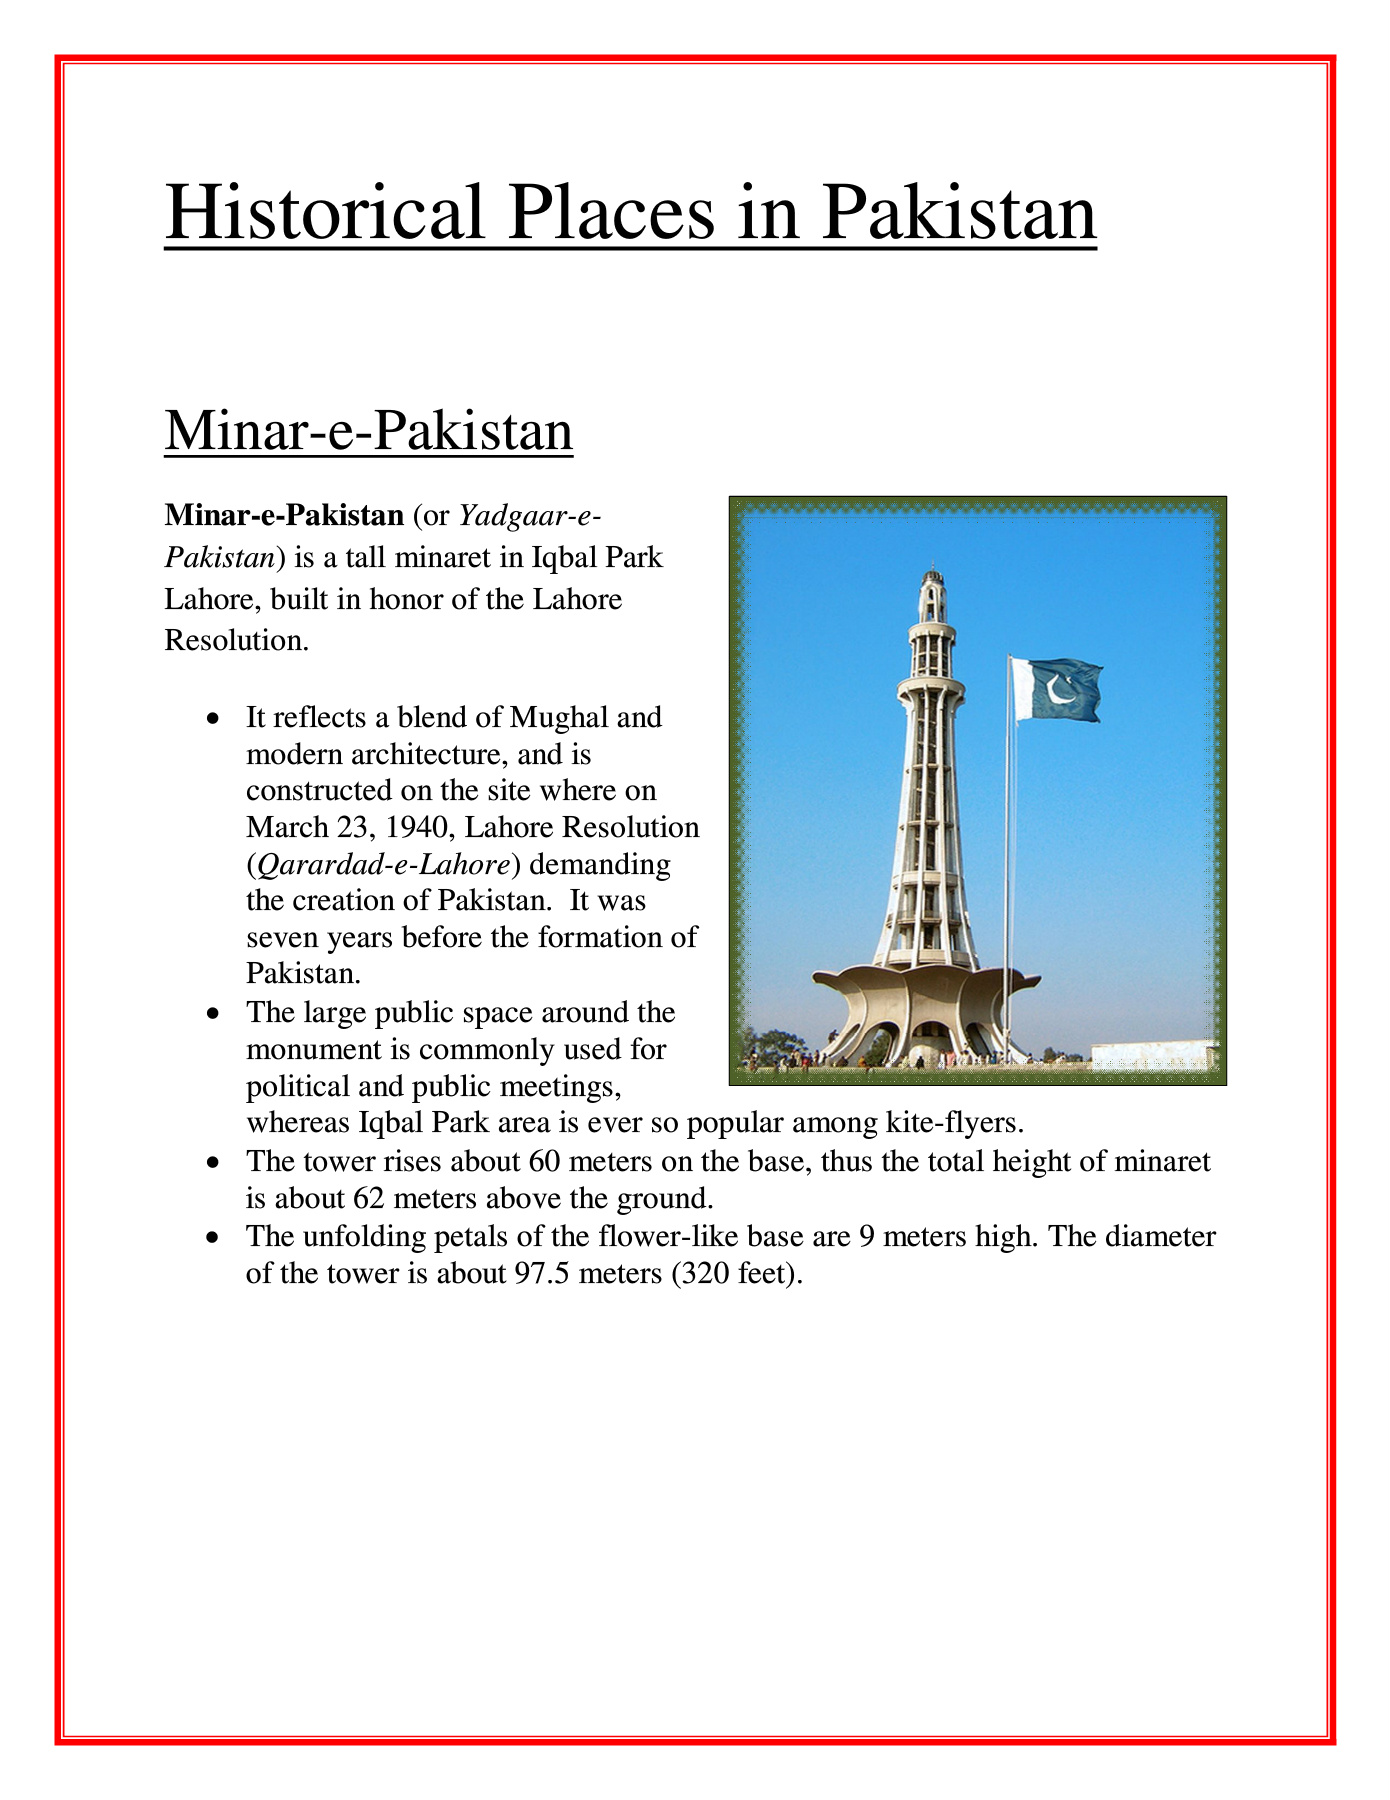 Historical Places in Pakistan
Minar-e-Pakistan
Minar-e-Pakistan (or Yadgaar-e-
Pakistan) is a tall minaret in Iqbal Park
Lahore, built in honor of the Lahore
Resolution.
• It reflects a blend of Mughal and
modern architecture, and is
constructed on the site where on
March 23, 1940, Lahore Resolution
(Qarardad-e-Lahore) demanding
the creation of Pakistan.  It was
seven years before the formation of
Pakistan.
• The large public space around the
monument is commonly used for
political and public meetings,
whereas Iqbal Park area is ever so popular among kite-flyers.
• The tower rises about 60 meters on the base, thus the total height of minaret
is about 62 meters above the ground.
• The unfolding petals of the flower-like base are 9 meters high. The diameter
of the tower is about 97.5 meters (320 feet).